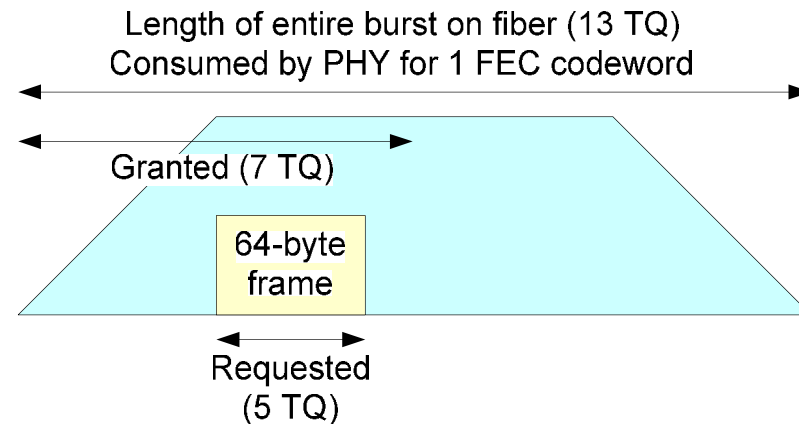 Length of entire burst on fiber (13 TQ)
Consumed by PHY for 1 FEC codeword
Granted (7 TQ)
64-byte
frame
Requested
(5 TQ)